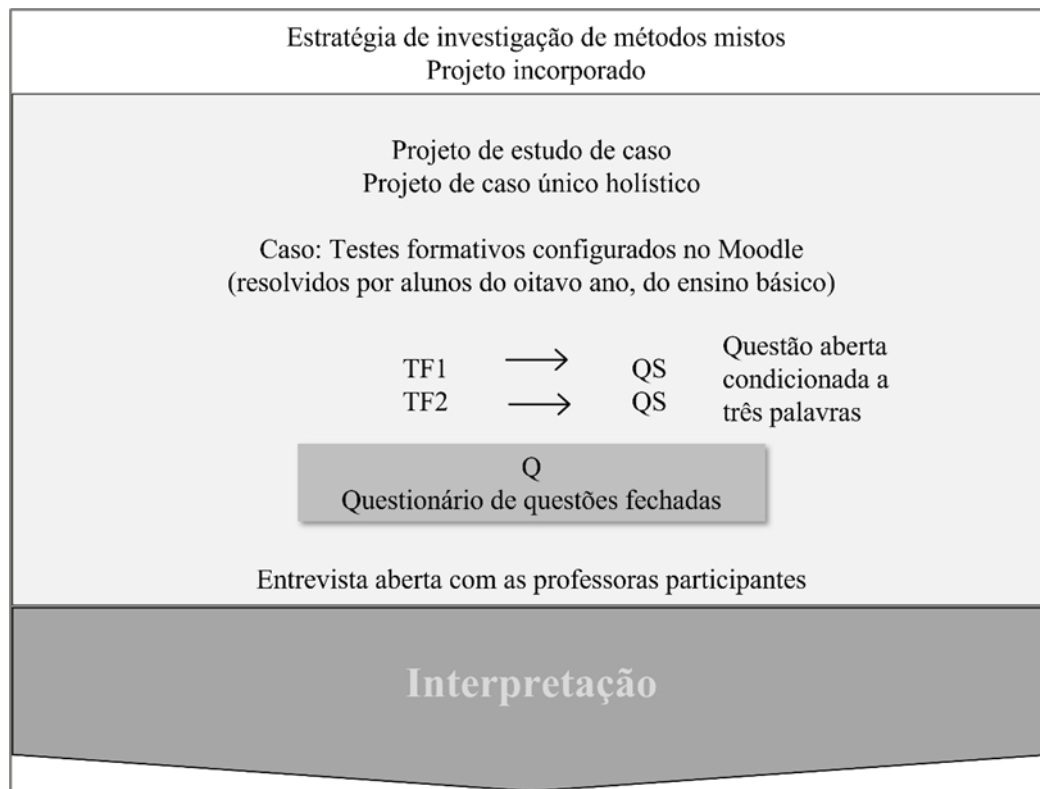 Estratégia de investigação de métodos mistos
Projeto incorporado
Projeto de estudo de caso
Projeto de caso único holístico
Caso: Testes formativos configurados no Moodle
(resolvidos por alunos do oitavo ano, do ensino básico)
TF1 → QS
TF2 → QS
Questão aberta
condicionada a
três palavras
Q
Questionário de questões fechadas
Entrevista aberta com as professoras participantes
Interpretação